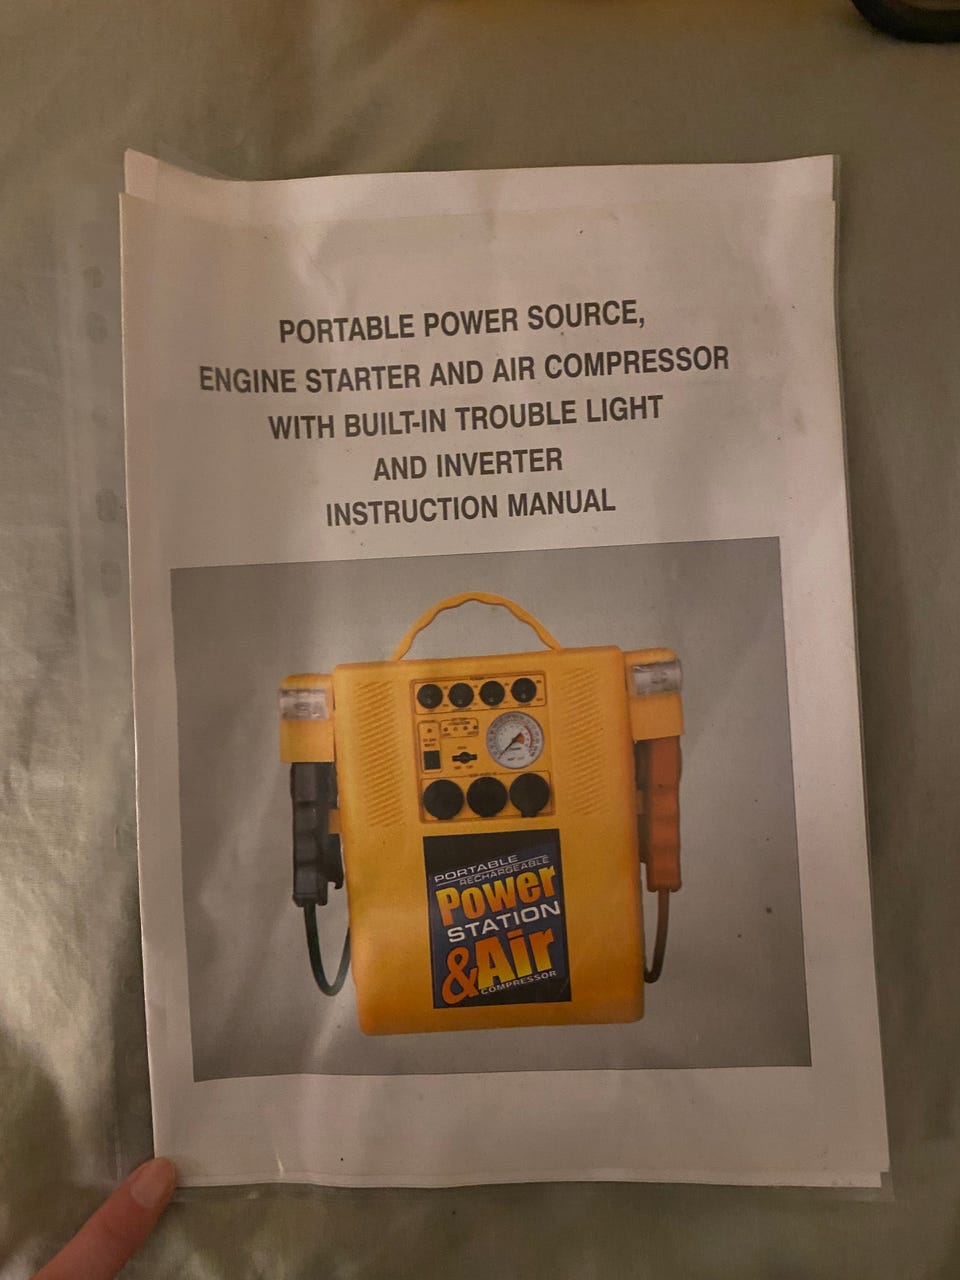 PORTABLE POWER SOURCE,
ENGINE STARTER AND AIR COMPRESSOR
WITH BUILT-IN TROUBLE LIGHT
AND INVERTER
INSTRUCTION MANUAL
PORTABLE
RECHARGEABLE
Power
STATION
&Air
COMPRESSOR